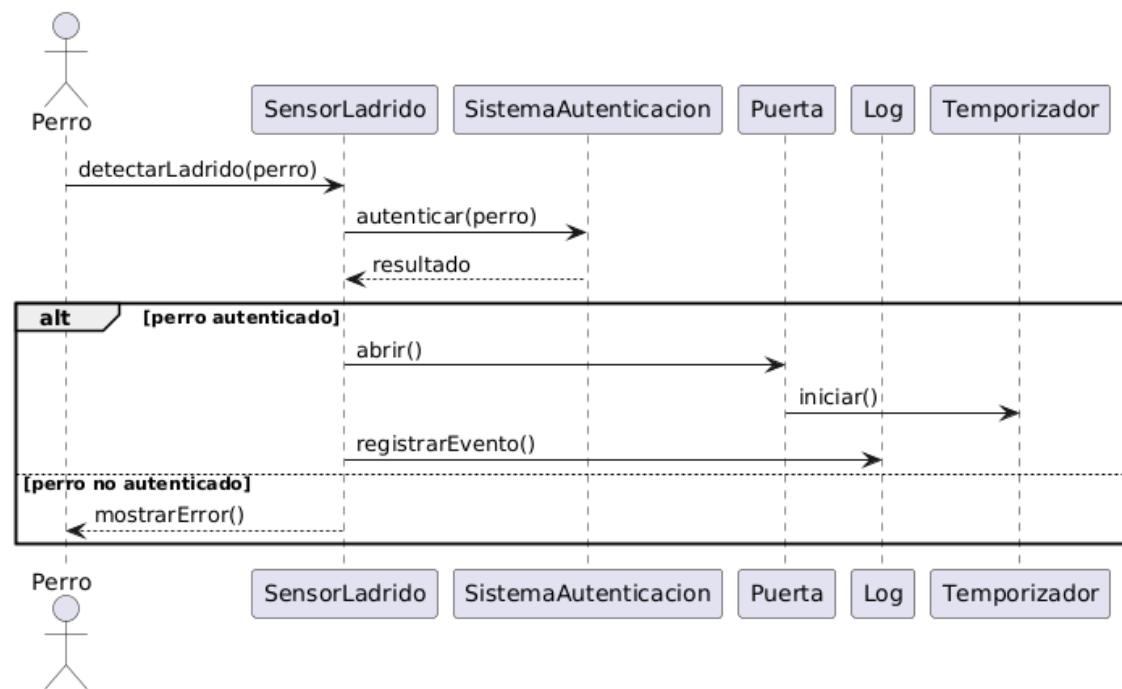 Perro
SensorLadrido
SistemaAutenticacion
Puerta
Log
Temporizador
detectarLadrido(perro)
autenticar(perro)
resultado
alt
[perro autenticado]
abrir()
iniciar()
registrarEvento()
[perro no autenticado]
mostrarError()
Perro
SensorLadrido
SistemaAutenticacion
Puerta
Log
Temporizador